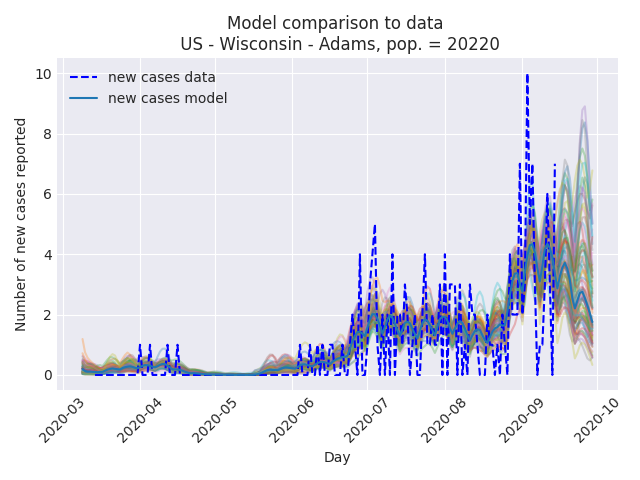 Model comparison to data
US - Wisconsin - Adams, pop. = 20220
new cases data
new cases model
Number of new cases reported
10
8
6
4
2
0
2020-03
2020-04
2020-05
2020-06
2020-07
2020-08
2020-09
2020-10
Day